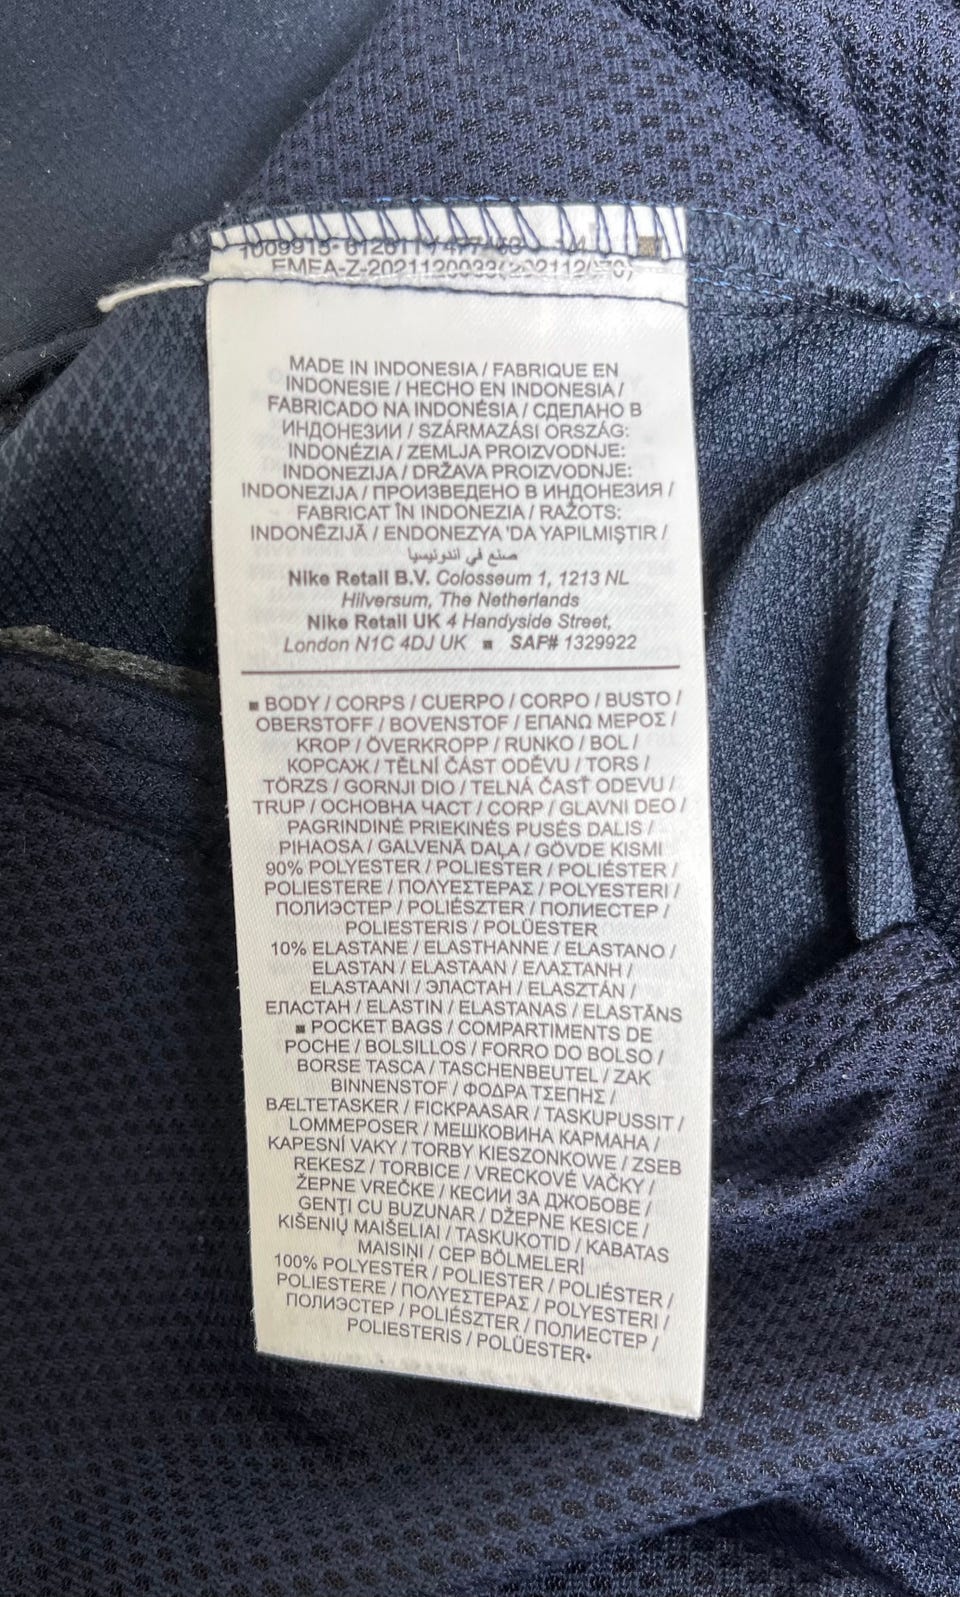 MADE IN INDONESIA / FABRIQUE EN
INDONESIE / HECHO EN INDONESIA /
FABRICADO NA INDONÉSIA / СДЕЛАНО В
ИНДОНЕЗИИ / SZÁRMAZÁSI ORSZÁG:
INDONÉZIA / ZEMLJA PROIZVODNJE:
INDONEZIJA / DRŽAVA PROIZVODNJE:
INDONEZIJA / ПРОИЗВЕДЕНО В ИНДОНЕЗИЯ /
FABRICAT ÎN INDONEZIA / RAŽOTS:
INDONĒZIJĀ / ENDONEZYA 'DA YAPILMIŞTIR /
صنع في اندونيسيا
Nike Retail B.V. Colosseum 1, 1213 NL
Hilversum, The Netherlands
Nike Retail UK 4 Handyside Street,
London N1C 4DJ UK ■ SAF# 1329922
■ BODY / CORPS / CUERPO / CORPO / BUSTO /
OBERSTOFF / BOVENSTOF / ΕΠΑΝΩ ΜΕΡΟΣ /
KROP / ÖVERKROPP / RUNKO / BOL /
КОРСАЖ / TĚLNÍ ČÁST ODĚVU / TORS /
TÖRZS / GORNJI DIO / TELNÁ ČASŤ ODEVU /
TRUP / ОСНОВНА ЧАСТ / CORP / GLAVNI DEO /
PAGRINDINĖ PRIEKINĖS PUSĖS DALIS /
PIHAOSA / GALVENĀ DAĻA / GÖVDE KISMI
90% POLYESTER / POLIESTER / POLIÉSTER /
POLIESTERE / ΠΟΛΥΕΣΤΕΡΑΣ / POLYESTERI /
ПОЛИЭСТЕР / POLIÉSZTER / ПОЛИЕСТЕР /
POLIESTERIS / POLÜESTER
10% ELASTANE / ELASTHANNE / ELASTANO /
ELASTAN / ELASTAAN / ΕΛΑΣΤΑΝΗ /
ELASTAANI / ЭЛАСТАН / ELASZTÁN /
ЕЛАСТАН / ELASTIN / ELASTANAS / ELASTĀNS
■ POCKET BAGS / COMPARTIMENTS DE
POCHE / BOLSILLOS / FORRO DO BOLSO /
BORSE TASCA / TASCHENBEUTEL / ZAK
BINNENSTOF / ΦΟΔΡΑ ΤΣΕΠΗΣ /
BÆLTETASKER / FICKPAASAR / TASKUPUSSIT /
LOMMEPOSER / МЕШКОВИНА КАРМАНА /
KAPESNÍ VAKY / TORBY KIESZONKOWE / ZSEB
REKESZ / TORBICE / VRECKOVÉ VAČKY /
ŽEPNE VREČKE / КЕСИИ ЗА ДЖОБОВЕ /
GENŢI CU BUZUNAR / DŽEPNE KESICE /
KIŠENIŲ MAIŠELIAI / TASKUKOTID / KABATAS
MAISIŅI / CEP BÖLMELERİ
100% POLYESTER / POLIESTER / POLIÉSTER /
POLIESTERE / ΠΟΛΥΕΣΤΕΡΑΣ / POLYESTERI /
ПОЛИЭСТЕР / POLIÉSZTER / ПОЛИЕСТЕР /
POLIESTERIS / POLÜESTER•